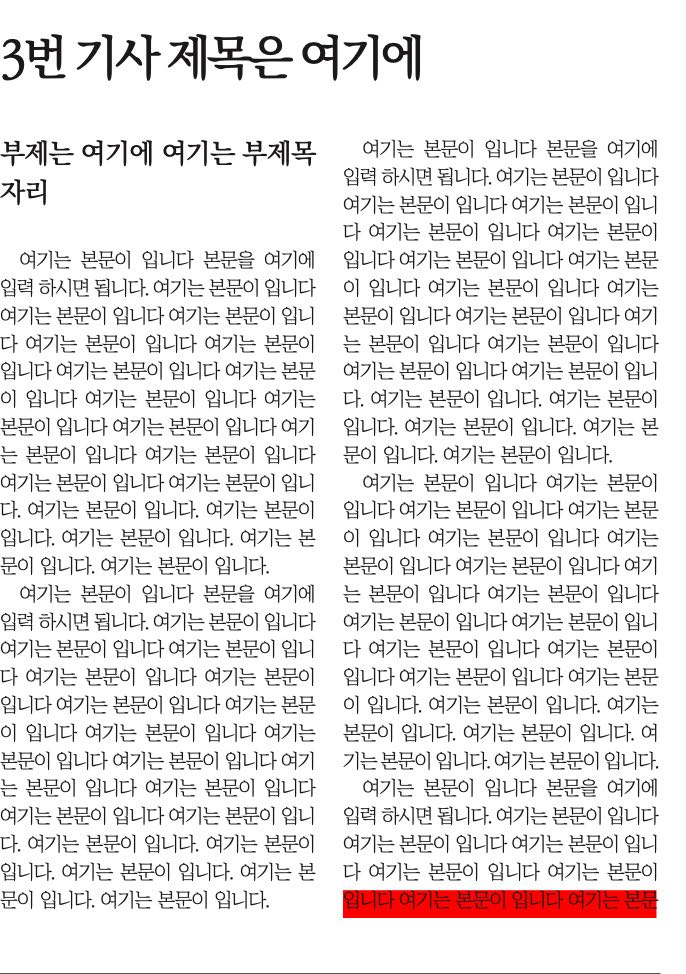 3번 기사 제목은 여기에
부제는 여기에 여기는 부제목
자리
여기는 본문이 입니다 본문을 여기에
입력 하시면 됩니다. 여기는 본문이 입니다
여기는 본문이 입니다 여기는 본문이 입니
다 여기는 본문이 입니다 여기는 본문이
입니다 여기는 본문이 입니다 여기는 본문
이 입니다 여기는 본문이 입니다 여기는
본문이 입니다 여기는 본문이 입니다 여기
는 본문이 입니다 여기는 본문이 입니다
여기는 본문이 입니다 여기는 본문이 입니
다. 여기는 본문이 입니다. 여기는 본문이
입니다. 여기는 본문이 입니다. 여기는 본
문이 입니다. 여기는 본문이 입니다.
여기는 본문이 입니다 본문을 여기에
입력 하시면 됩니다. 여기는 본문이 입니다
여기는 본문이 입니다 여기는 본문이 입니
다 여기는 본문이 입니다 여기는 본문이
입니다 여기는 본문이 입니다 여기는 본문
이 입니다 여기는 본문이 입니다 여기는
본문이 입니다 여기는 본문이 입니다 여기
는 본문이 입니다 여기는 본문이 입니다
여기는 본문이 입니다 여기는 본문이 입니
다. 여기는 본문이 입니다. 여기는 본문이
입니다. 여기는 본문이 입니다. 여기는 본
문이 입니다. 여기는 본문이 입니다.
여기는 본문이 입니다 본문을 여기에
입력 하시면 됩니다. 여기는 본문이 입니다
여기는 본문이 입니다 여기는 본문이 입니
다 여기는 본문이 입니다 여기는 본문이
입니다 여기는 본문이 입니다 여기는 본문
이 입니다 여기는 본문이 입니다 여기는
본문이 입니다 여기는 본문이 입니다 여기
는 본문이 입니다 여기는 본문이 입니다
여기는 본문이 입니다 여기는 본문이 입니
다. 여기는 본문이 입니다. 여기는 본문이
입니다. 여기는 본문이 입니다. 여기는 본
문이 입니다. 여기는 본문이 입니다.
여기는 본문이 입니다 여기는 본문이
입니다 여기는 본문이 입니다 여기는 본문
이 입니다 여기는 본문이 입니다 여기는
본문이 입니다 여기는 본문이 입니다 여기
는 본문이 입니다 여기는 본문이 입니다
여기는 본문이 입니다 여기는 본문이 입니
다 여기는 본문이 입니다 여기는 본문이
입니다 여기는 본문이 입니다 여기는 본문
이 입니다. 여기는 본문이 입니다. 여기는
본문이 입니다. 여기는 본문이 입니다. 여
기는 본문이 입니다. 여기는 본문이 입니다.
여기는 본문이 입니다 본문을 여기에
입력 하시면 됩니다. 여기는 본문이 입니다
여기는 본문이 입니다 여기는 본문이 입니
다 여기는 본문이 입니다 여기는 본문이
입니다 여기는 본문이 입니다 여기는 본문